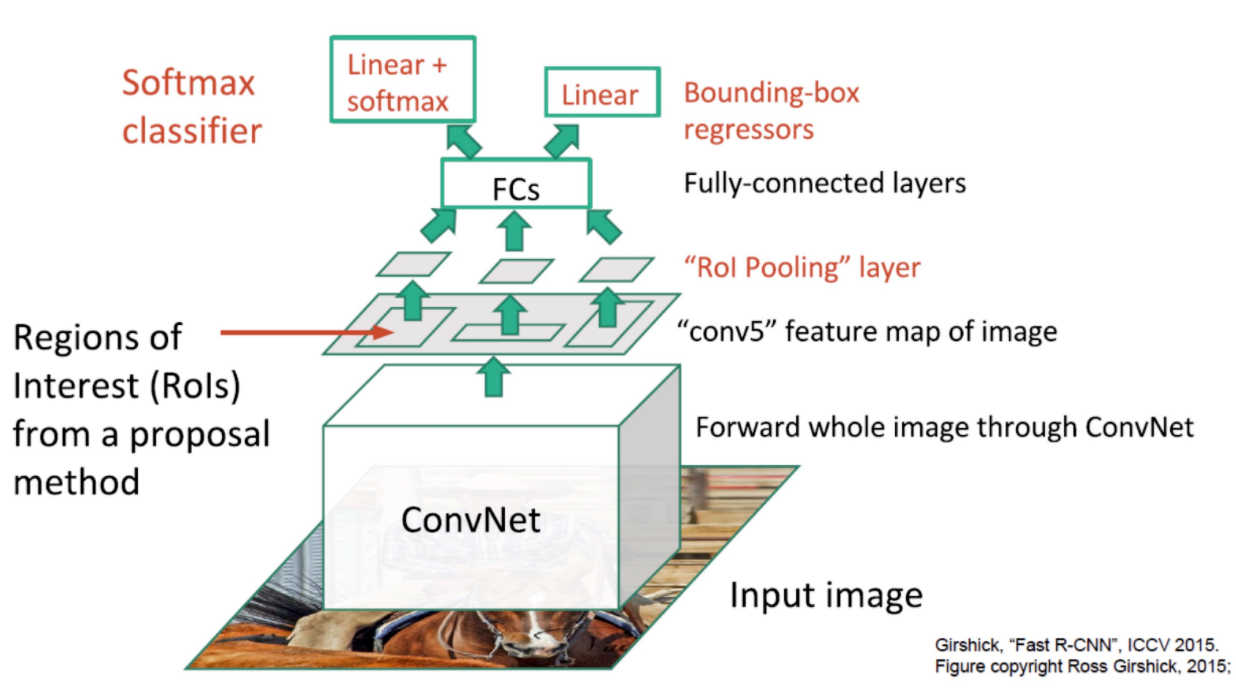 Softmax
classifier
Linear +
softmax
Linear
Bounding-box
regressors
FCs
Fully-connected layers
“RoI Pooling” layer
Regions of
Interest (RoIs)
from a proposal
method
“conv5” feature map of image
Forward whole image through ConvNet
ConvNet
Input image
Girshick, “Fast R-CNN”, ICCV 2015.
Figure copyright Ross Girshick, 2015;